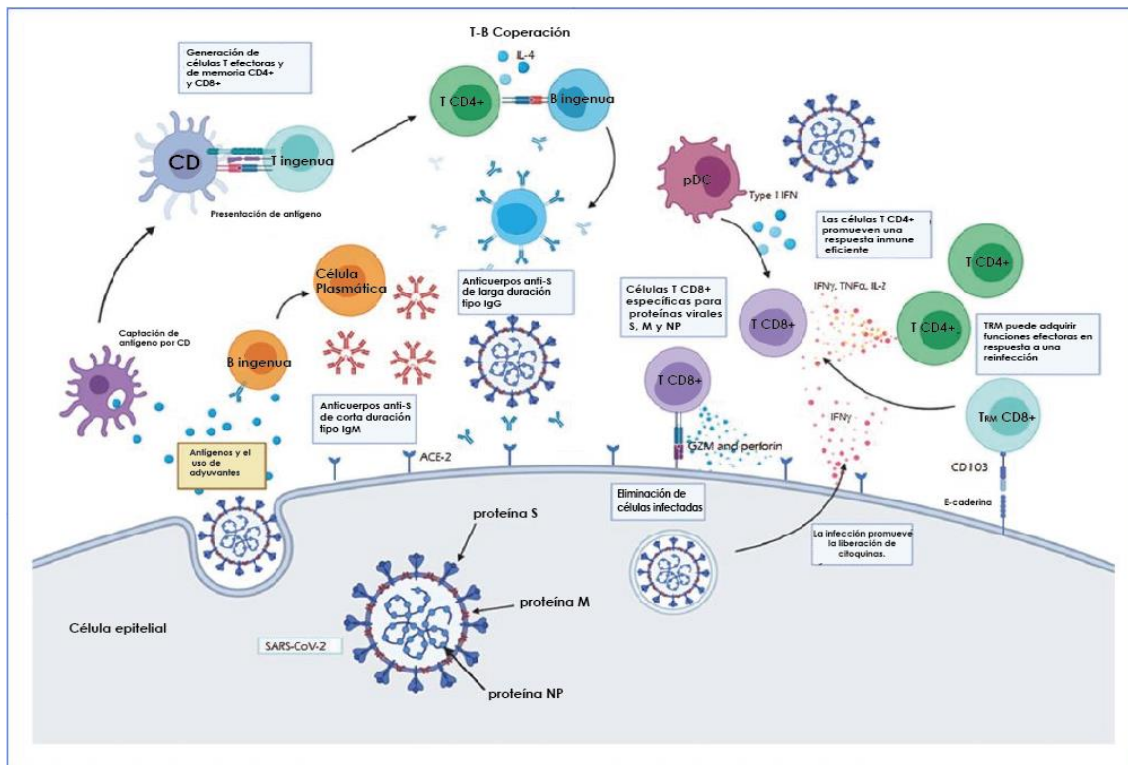 T-B Coperación
IL-4
Generación de
células T efectoras y
de memoria CD4+
y CD8+
T CD4+
B ingenua
CD
T ingenua
Presentación de antígeno
pDC
Type 1 IFN
Las células T CD4+
promueven una
respuesta inmune
eficiente
T CD4+
Célula
Plasmática
Anticuerpos anti-S
de larga duración
tipo IgG
Células T CD8+
específicas para
proteínas virales
S, M y NP
IFNγ, TNFα, IL-2
T CD8+
T CD4+
TRM puede adquirir
funciones efectoras en
respuesta a una
reinfección
Captación de
antígeno por CD
B ingenua
T CD8+
TRM CD8+
Anticuerpos anti-S
de corta duración
tipo IgM
IFNγ
GZM and perforin
CD103
Antígenos y el
uso de
adyuvantes
ACE-2
E-caderina
Eliminación de
células infectadas
La infección promueve
la liberación de
citoquinas.
proteína S
proteína M
Célula epitelial
SARS-CoV-2
proteína NP